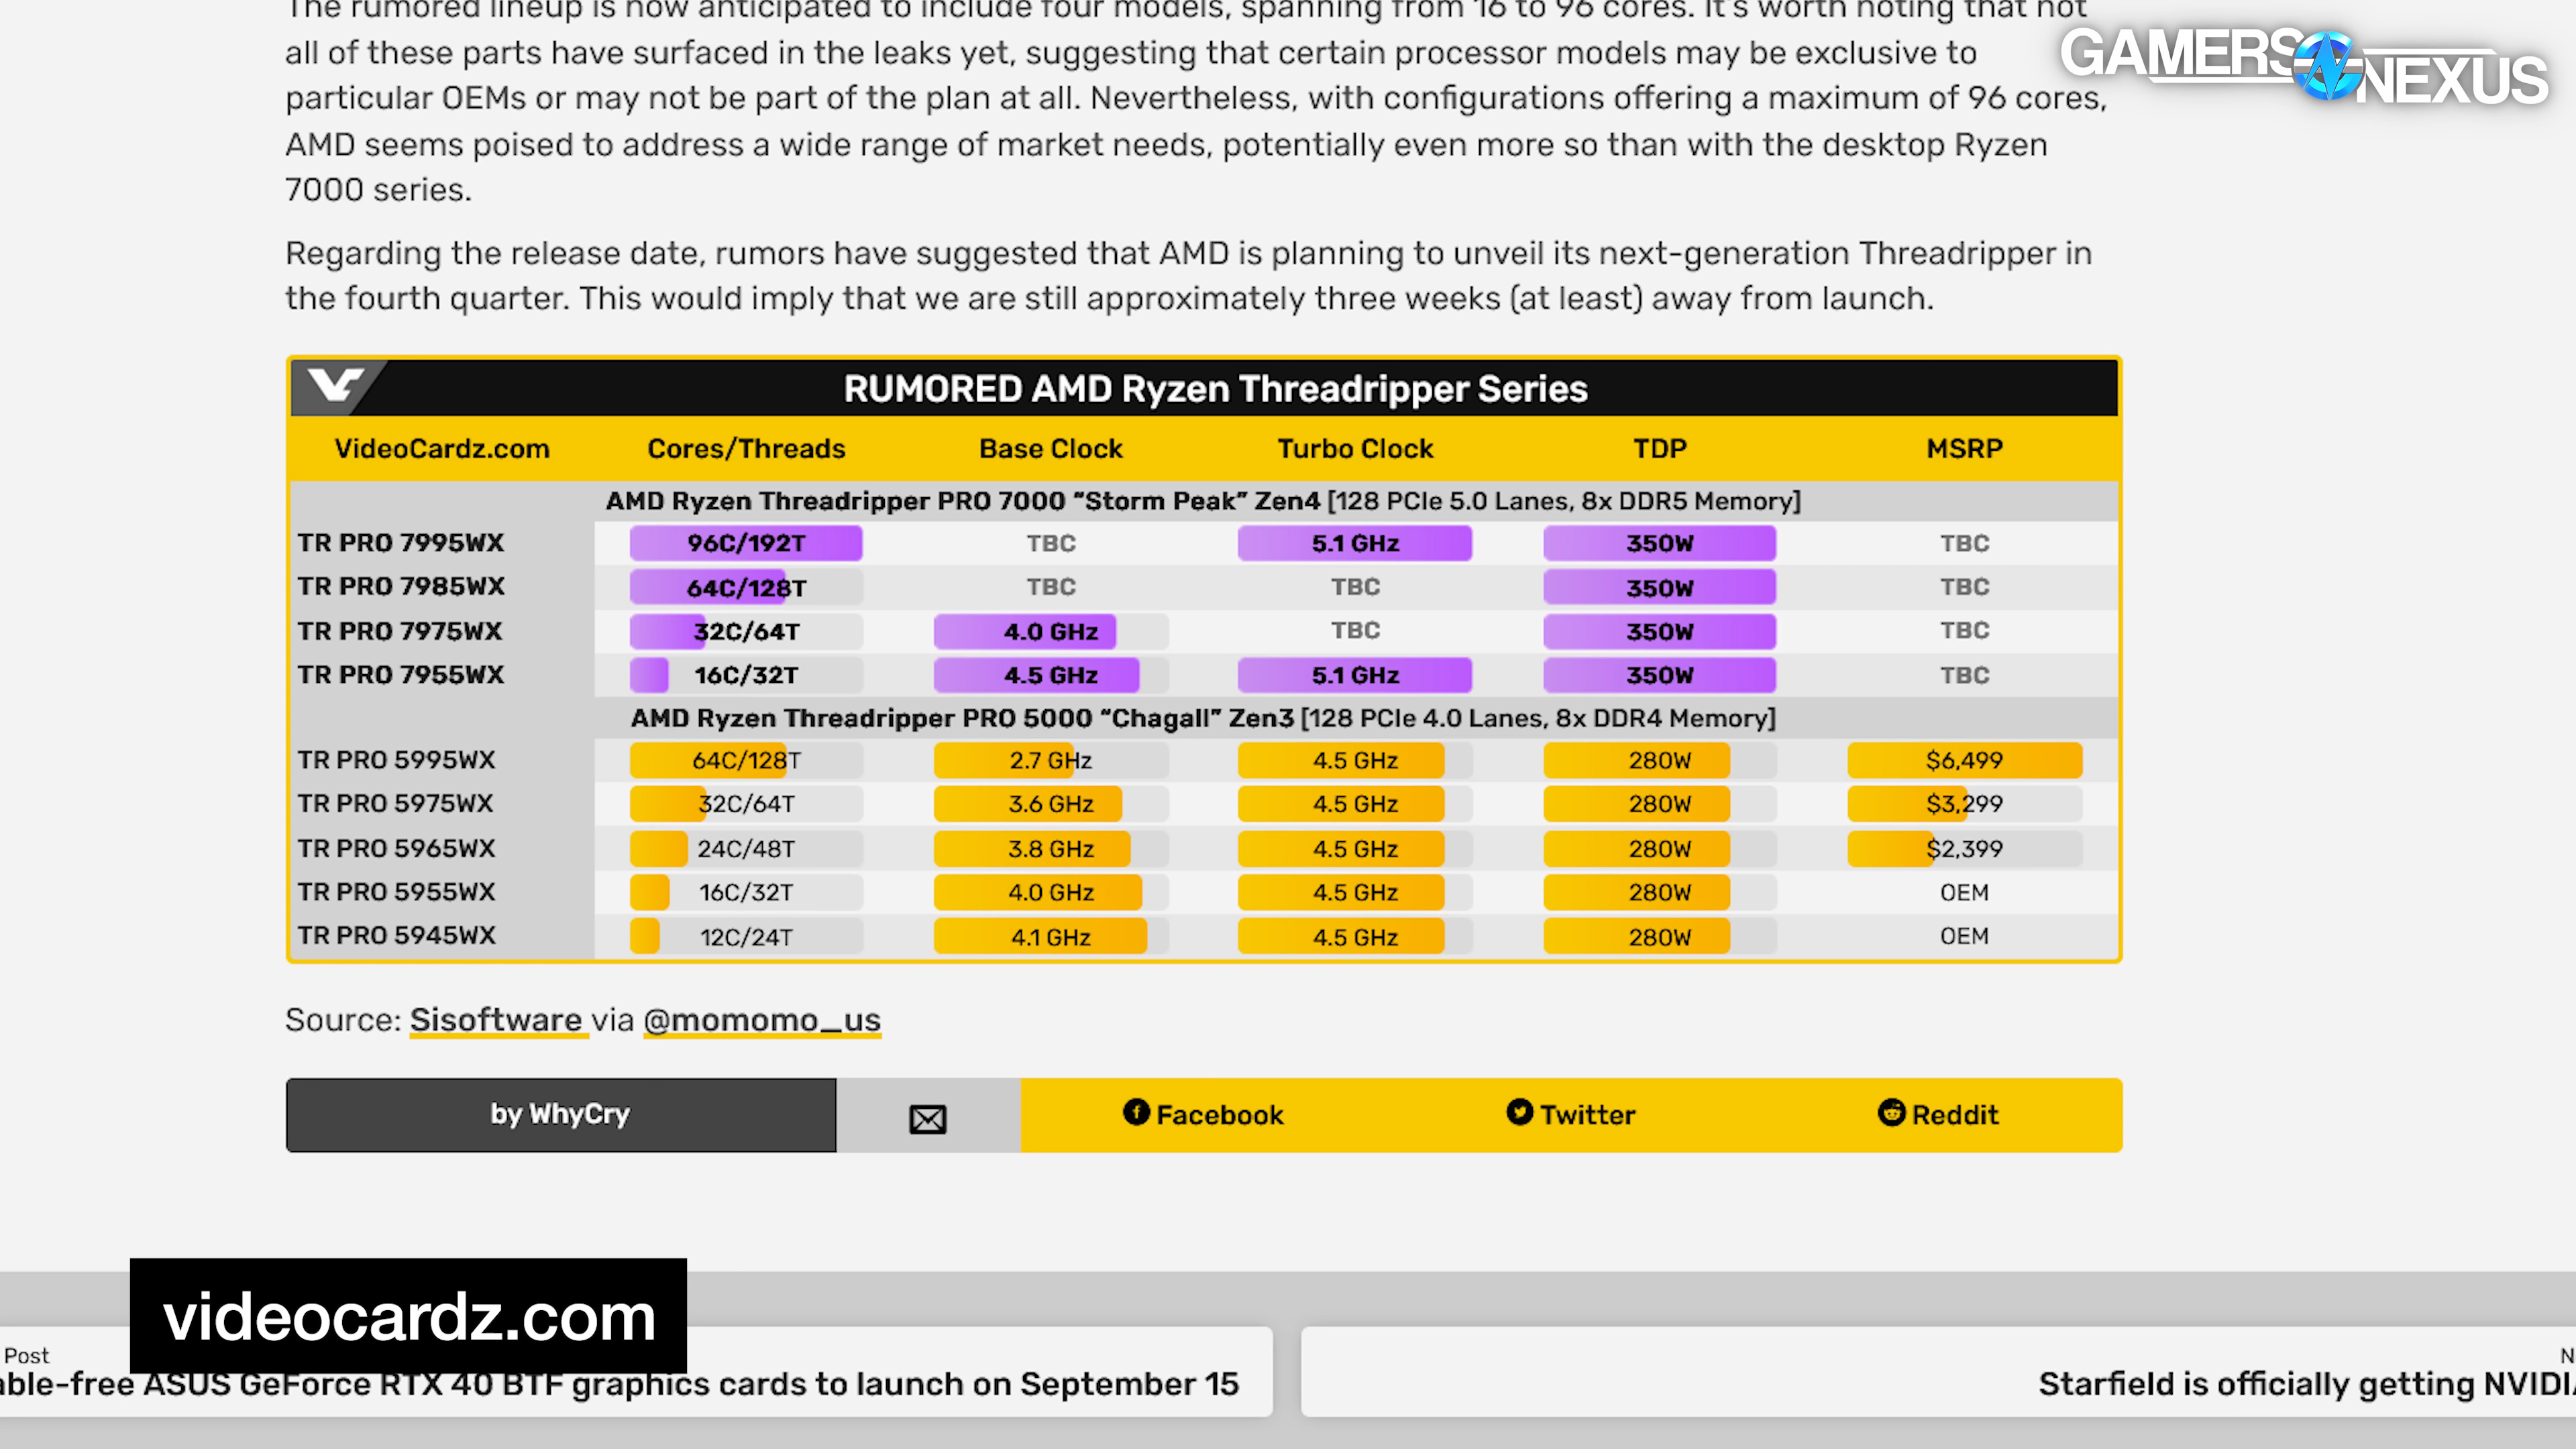 The rumored lineup is now anticipated to include four models, spanning from 16 to 96 cores. It's worth noting that not
all of these parts have surfaced in the leaks yet, suggesting that certain processor models may be exclusive to
particular OEMs or may not be part of the plan at all. Nevertheless, with configurations offering a maximum of 96 cores,
AMD seems poised to address a wide range of market needs, potentially even more so than with the desktop Ryzen
7000 series.
GAMERS NEXUS
Regarding the release date, rumors have suggested that AMD is planning to unveil its next-generation Threadripper in
the fourth quarter. This would imply that we are still approximately three weeks (at least) away from launch.
RUMORED AMD Ryzen Threadripper Series
VideoCardz.com Cores/Threads Base Clock Turbo Clock TDP MSRP
AMD Ryzen Threadripper PRO 7000 “Storm Peak” Zen4 [128 PCIe 5.0 Lanes, 8x DDR5 Memory]
TR PRO 7995WX 96C/192T TBC 5.1 GHz 350W TBC
TR PRO 7985WX 64C/128T TBC TBC 350W TBC
TR PRO 7975WX 32C/64T 4.0 GHz TBC 350W TBC
TR PRO 7955WX 16C/32T 4.5 GHz 5.1 GHz 350W TBC
AMD Ryzen Threadripper PRO 5000 “Chagall” Zen3 [128 PCIe 4.0 Lanes, 8x DDR4 Memory]
TR PRO 5995WX 64C/128T 2.7 GHz 4.5 GHz 280W $6,499
TR PRO 5975WX 32C/64T 3.6 GHz 4.5 GHz 280W $3,299
TR PRO 5965WX 24C/48T 3.8 GHz 4.5 GHz 280W $2,399
TR PRO 5955WX 16C/32T 4.0 GHz 4.5 GHz 280W OEM
TR PRO 5945WX 12C/24T 4.1 GHz 4.5 GHz 280W OEM
Source: Sisoftware via @momomo_us
by WhyCry Facebook Twitter Reddit
videocardz.com
Post
able-free ASUS GeForce RTX 40 BTF graphics cards to launch on September 15
Starfield is officially getting NVIDIA